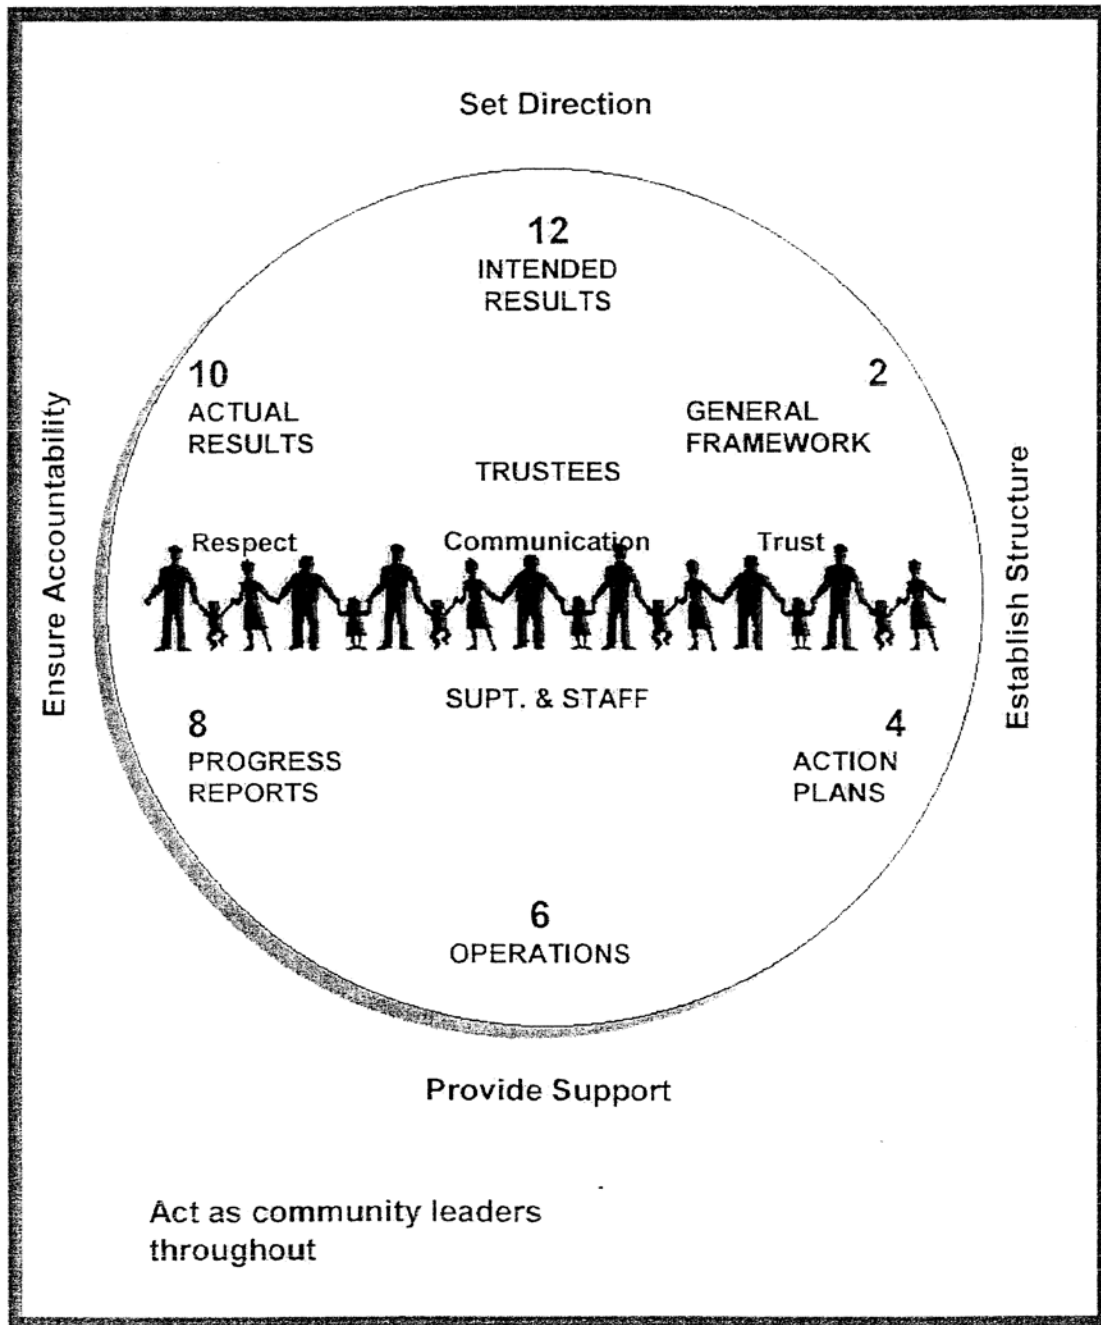 Set Direction
12
INTENDED
RESULTS
10
ACTUAL
RESULTS
2
GENERAL
FRAMEWORK
TRUSTEES
Ensure Accountability
Establish Structure
Respect
Communication
Trust
SUPT. & STAFF
8
PROGRESS
REPORTS
4
ACTION
PLANS
6
OPERATIONS
Provide Support
Act as community leaders
throughout